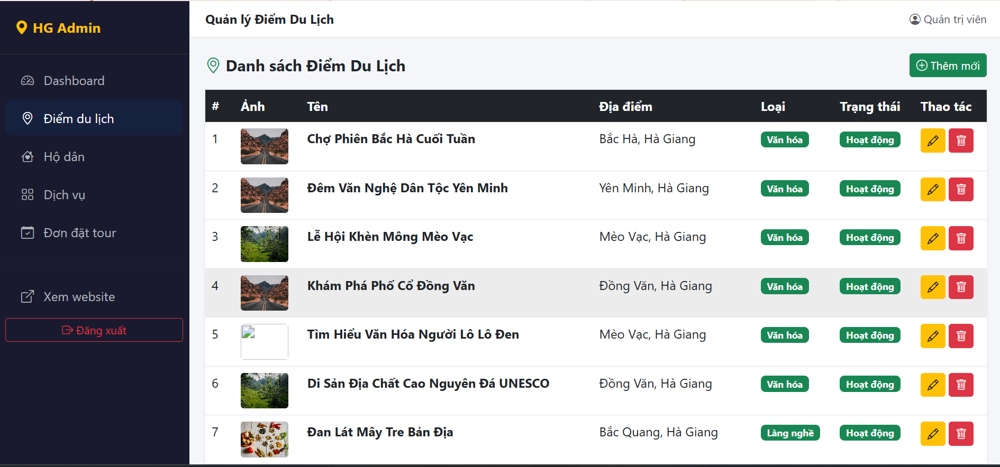 HG Admin
Quản lý Điểm Du Lịch
Quản trị viên
Dashboard
Điểm du lịch
Hộ dân
Dịch vụ
Đơn đặt tour
Xem website
Đăng xuất
Danh sách Điểm Du Lịch
Thêm mới
# Ảnh Tên Địa điểm Loại Trạng thái Thao tác
1 Chợ Phiên Bắc Hà Cuối Tuần Bắc Hà, Hà Giang Văn hóa Hoạt động
2 Đêm Văn Nghệ Dân Tộc Yên Minh Yên Minh, Hà Giang Văn hóa Hoạt động
3 Lễ Hội Khèn Mông Mèo Vạc Mèo Vạc, Hà Giang Văn hóa Hoạt động
4 Khám Phá Phố Cổ Đồng Văn Đồng Văn, Hà Giang Văn hóa Hoạt động
5 Tìm Hiểu Văn Hóa Người Lô Lô Đen Mèo Vạc, Hà Giang Văn hóa Hoạt động
6 Di Sản Địa Chất Cao Nguyên Đá UNESCO Đồng Văn, Hà Giang Văn hóa Hoạt động
7 Đan Lát Mây Tre Bản Địa Bắc Quang, Hà Giang Làng nghề Hoạt động